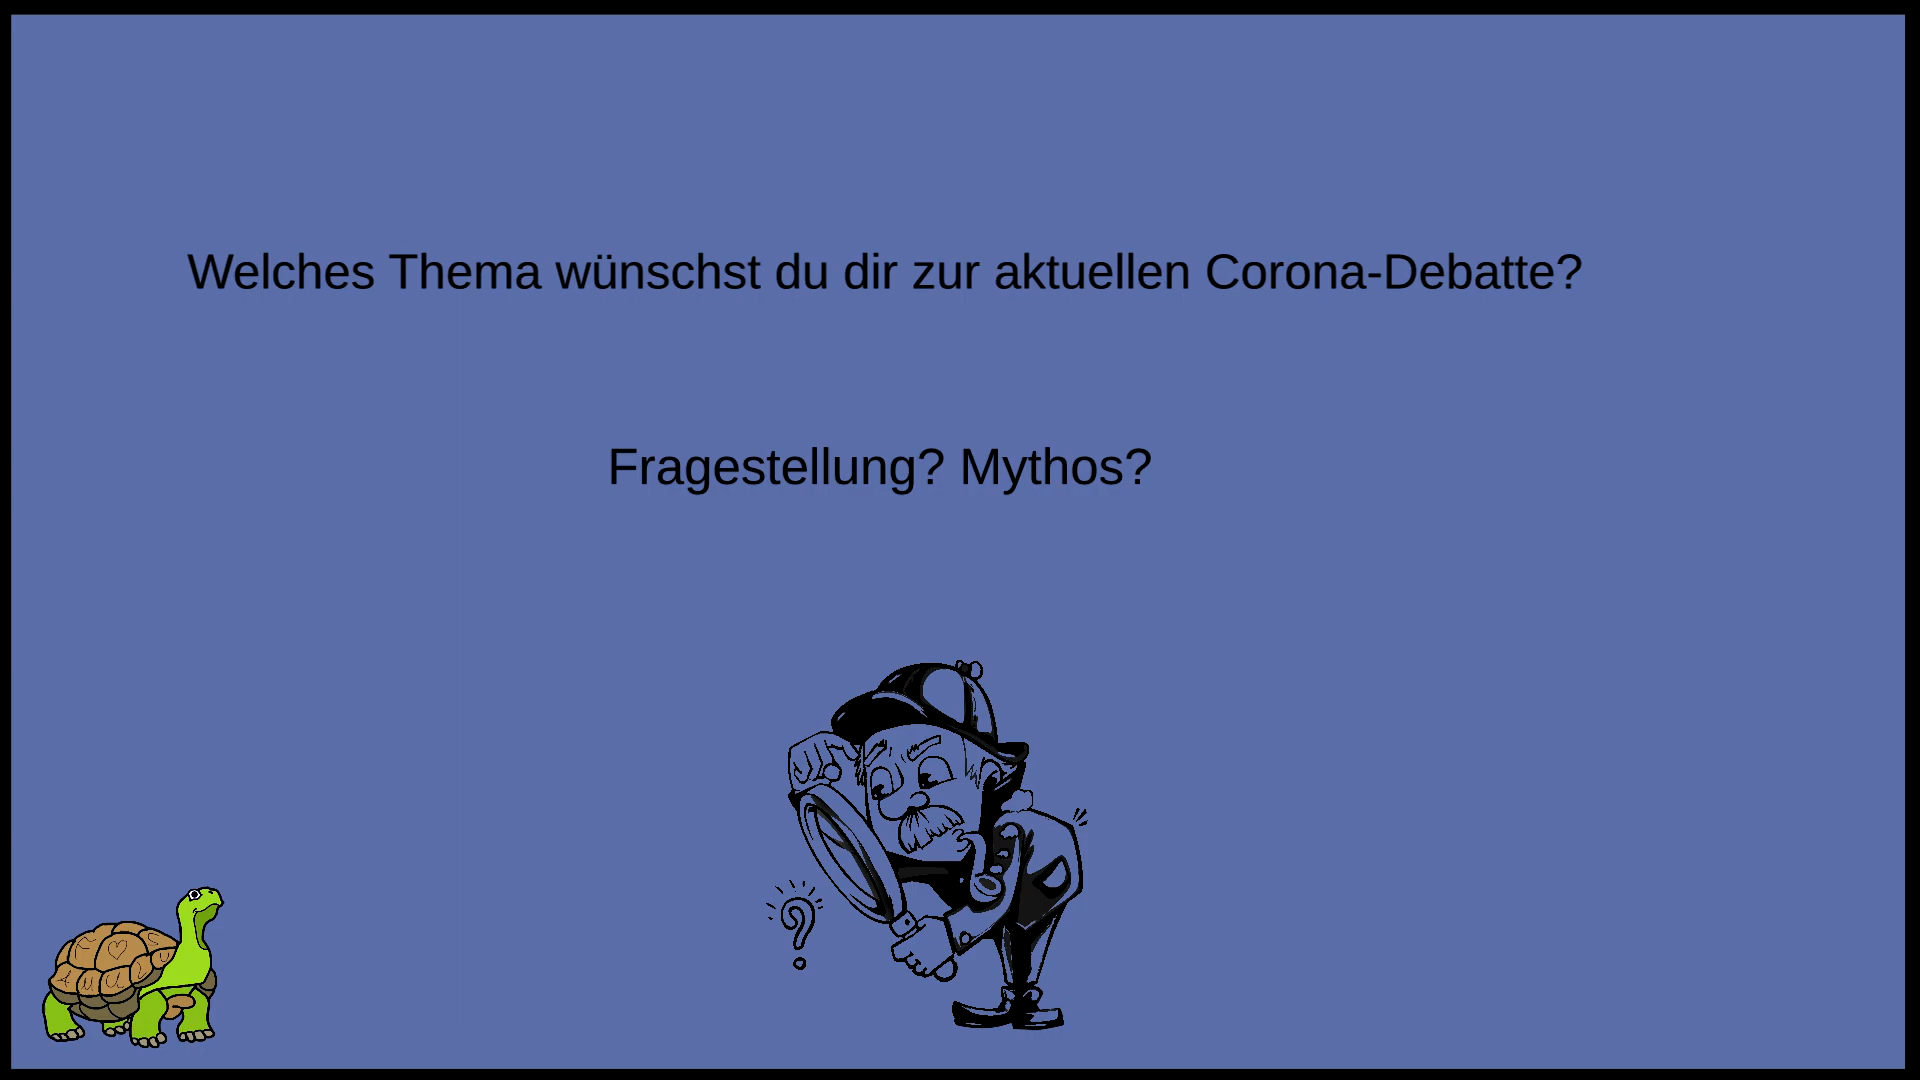 Welches Thema wünschst du dir zur aktuellen Corona-Debatte?
Fragestellung? Mythos?
?